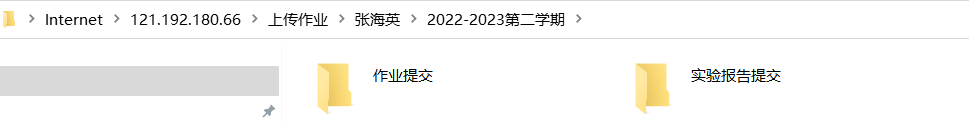 Internet > 121.192.180.66 > 上传作业 > 张海英 > 2022-2023第二学期 >
作业提交 实验报告提交